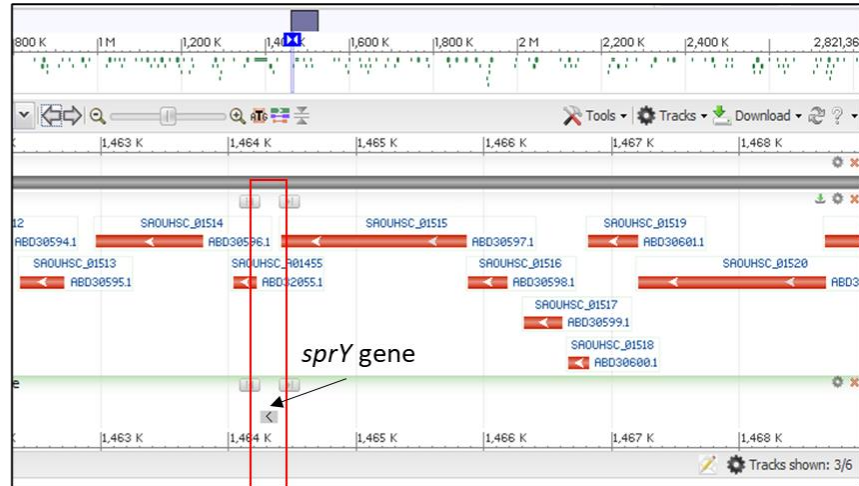 800 K 1M 1,200 K 1,40 K 1,600 K 1,800 K 2 M 2,200 K 2,400 K 2,821,36
ATG Tools Tracks Download ?
1,463 K 1,464 K 1,465 K 1,466 K 1,467 K 1,468 K
12 SAOUHSC_01514 SAOUHSC_01515 SAOUHSC_01519
ABD30594.1 ABD30596.1 ABD30597.1 ABD30601.1
SAOUHSC_01513 SAOUHSC_A01455 SAOUHSC_01516 SAOUHSC_01520
ABD30595.1 ABD32055.1 ABD30598.1 ABD3
SAOUHSC_01517
ABD30599.1
SAOUHSC_01518
ABD30600.1
sprY gene
e
1,463 K 1,464 K 1,465 K 1,466 K 1,467 K 1,468 K
Tracks shown: 3/6